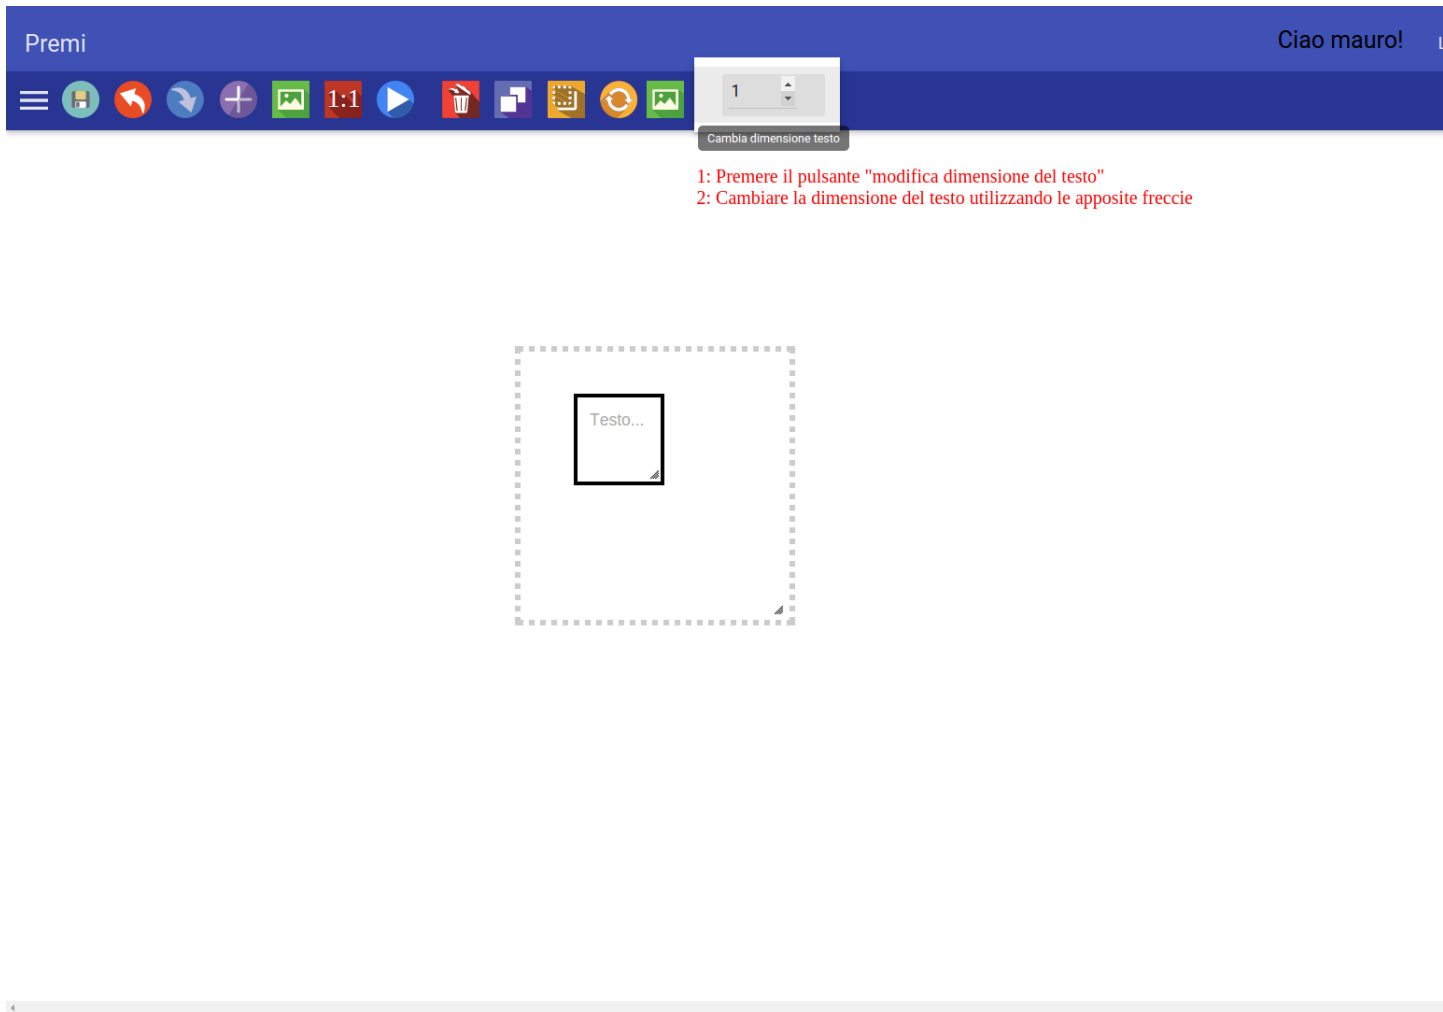 Premi
Ciao mauro!
1:1
1
Cambia dimensione testo
1: Premere il pulsante "modifica dimensione del testo"
2: Cambiare la dimensione del testo utilizzando le apposite freccie
Testo...